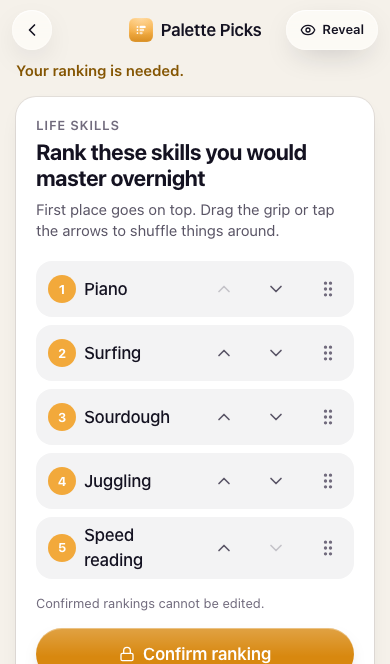 Palette Picks
Reveal
Your ranking is needed.
LIFE SKILLS
Rank these skills you would
master overnight
First place goes on top. Drag the grip or tap
the arrows to shuffle things around.
1 Piano
2 Surfing
3 Sourdough
4 Juggling
5 Speed
reading
Confirmed rankings cannot be edited.
Confirm ranking